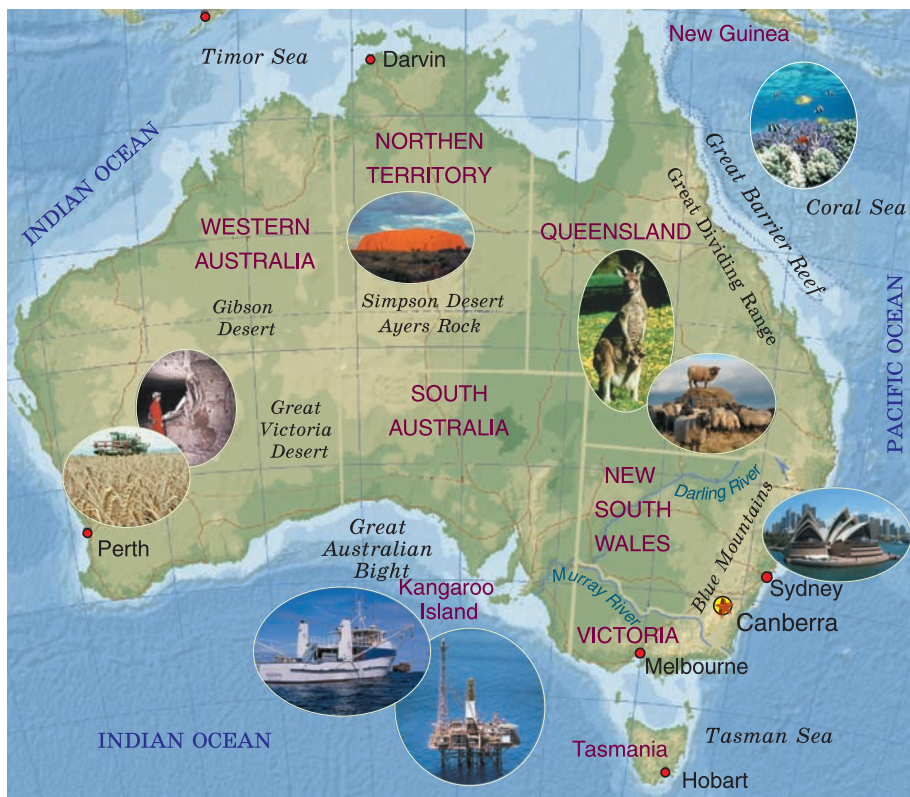 New Guinea
Timor Sea
Darvin
INDIAN OCEAN
NORTHEN
TERRITORY
Great Barrier Reef
Great Dividing Range
Coral Sea
WESTERN
AUSTRALIA
QUEENSLAND
Gibson
Desert
Simpson Desert
Ayers Rock
PACIFIC OCEAN
SOUTH
AUSTRALIA
Great
Victoria
Desert
NEW
SOUTH
WALES
Darling River
Blue Mountains
Perth
Great
Australian
Bight
Kangaroo
Island
Murray River
Sydney
Canberra
VICTORIA
Melbourne
INDIAN OCEAN
Tasmania
Tasman Sea
Hobart